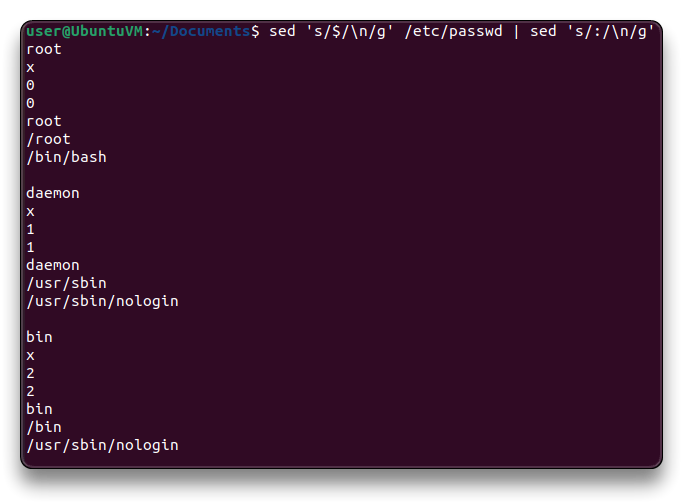 user@UbuntuVM:~/Documents$ sed 's/$/\n/g' /etc/passwd | sed 's/:/\n/g'
root
x
0
0
root
/root
/bin/bash

daemon
x
1
1
daemon
/usr/sbin
/usr/sbin/nologin

bin
x
2
2
bin
/bin
/usr/sbin/nologin